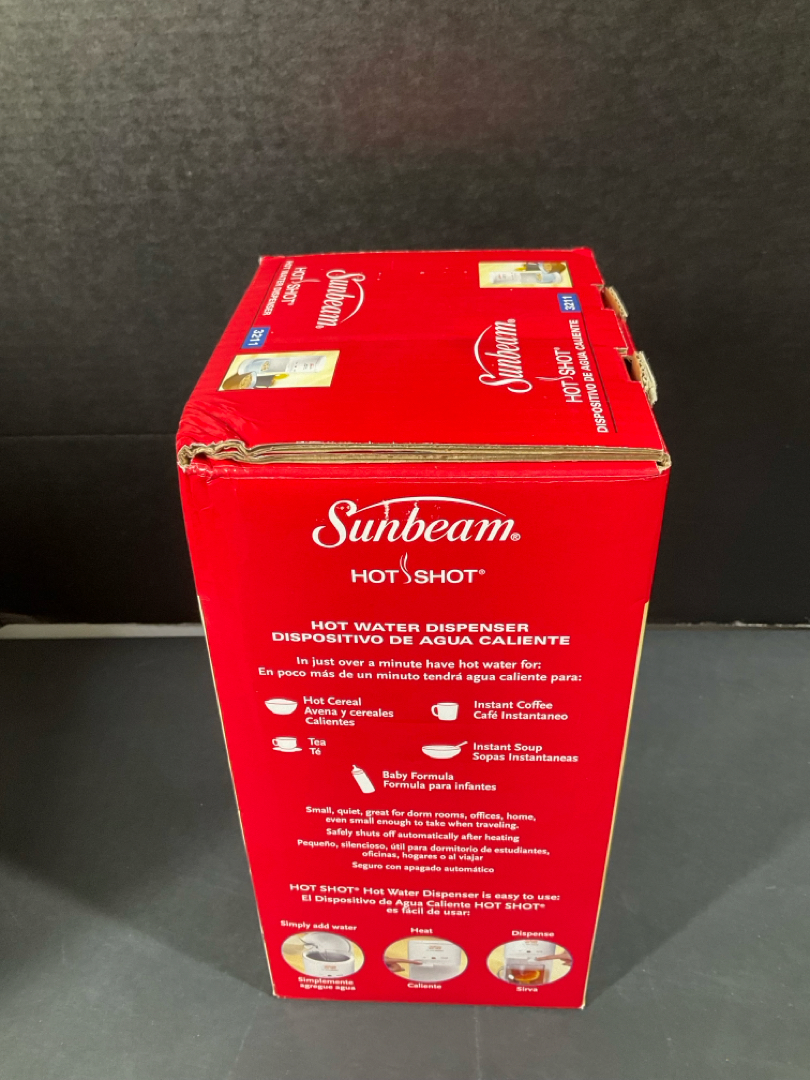 Sunbeam®
HOT SHOT®
HOT WATER DISPENSER
3211
Sunbeam®
HOT SHOT®
DISPOSITIVO DE AGUA CALIENTE
3211
Sunbeam®
HOT SHOT®
HOT WATER DISPENSER
DISPOSITIVO DE AGUA CALIENTE
In just over a minute have hot water for:
En poco más de un minuto tendrá agua caliente para:
Hot Cereal
Avena y cereales
Calientes
Instant Coffee
Café Instantaneo
Tea
Té
Instant Soup
Sopas Instantaneas
Baby Formula
Formula para infantes
Small, quiet, great for dorm rooms, offices, home,
even small enough to take when traveling.
Safely shuts off automatically after heating
Pequeño, silencioso, útil para dormitorio de estudiantes,
oficinas, hogares o al viajar
Seguro con apagado automático
HOT SHOT® Hot Water Dispenser is easy to use:
El Dispositivo de Agua Caliente HOT SHOT®
es fácil de usar:
Simply add water
Simplemente
agregue agua
Heat
Caliente
Dispense
Sirva